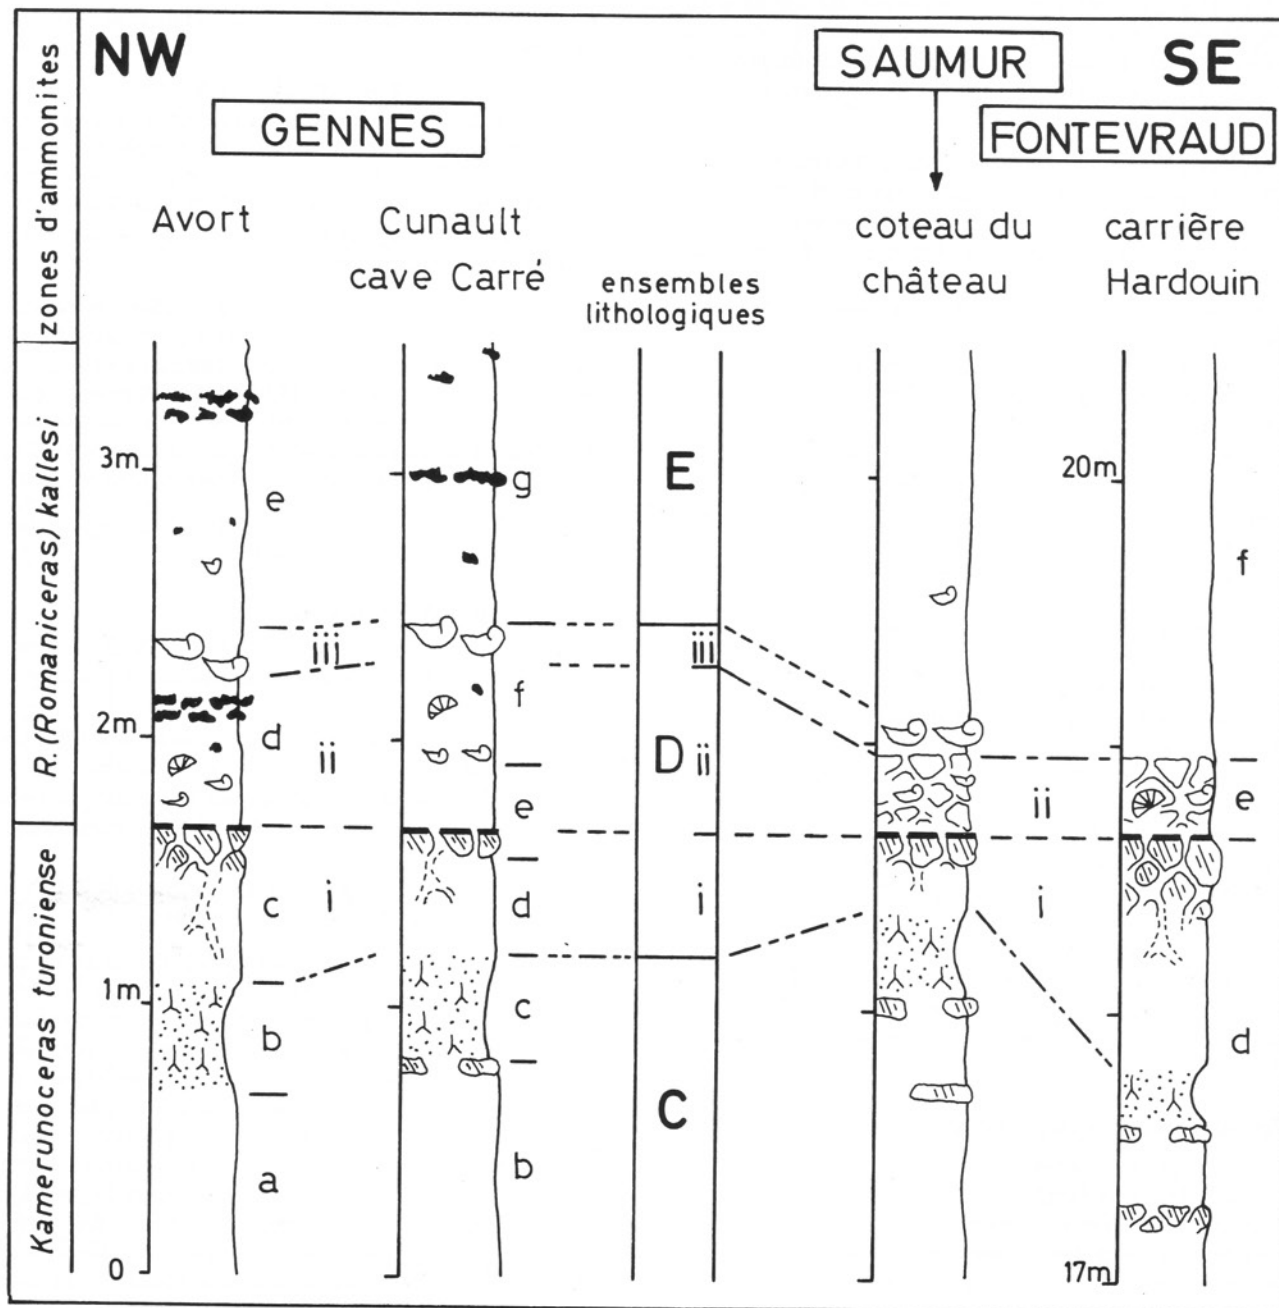 zones d'ammonites
R. (Romaniceras) kallesi
Kamerunoceras turoniense
NW
SE
GENNES
SAUMUR
FONTEVRAUD
Avort
Cunault
cave Carré
ensembles
lithologiques
coteau du
château
carrière
Hardouin
3m
2m
1m
0
e
d
c
b
a
iii
ii
i
g
f
e
d
c
b
E
D
C
iii
ii
i
ii
i
20m
17m
f
e
d